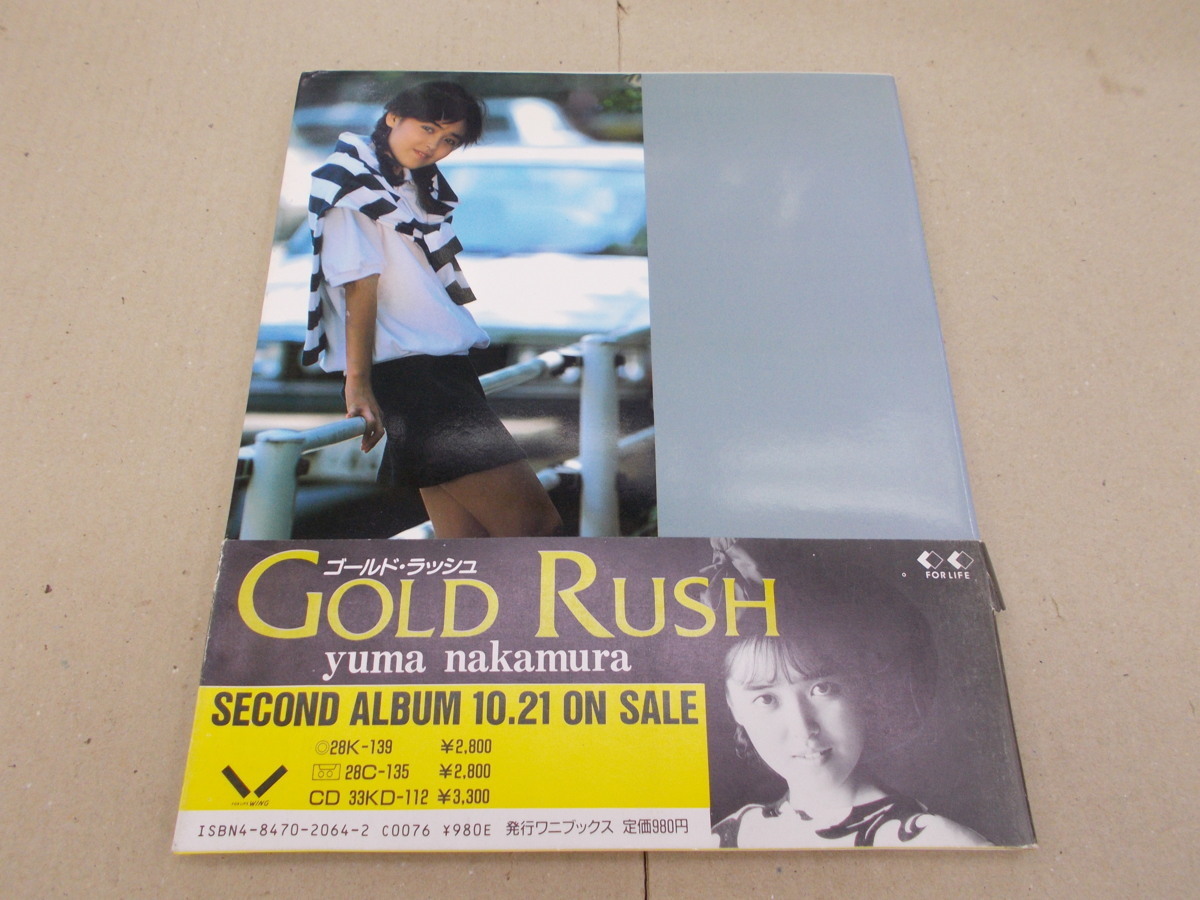 ゴールド・ラッシュ
GOLD RUSH
yuma nakamura
FOR LIFE
SECOND ALBUM 10.21 ON SALE
◎28K-139 ¥2,800
28C-135 ¥2,800
CD 33KD-112 ¥3,300
WING
ISBN4-8470-2064-2 C0076 ¥980E 発行ワニブックス 定価980円